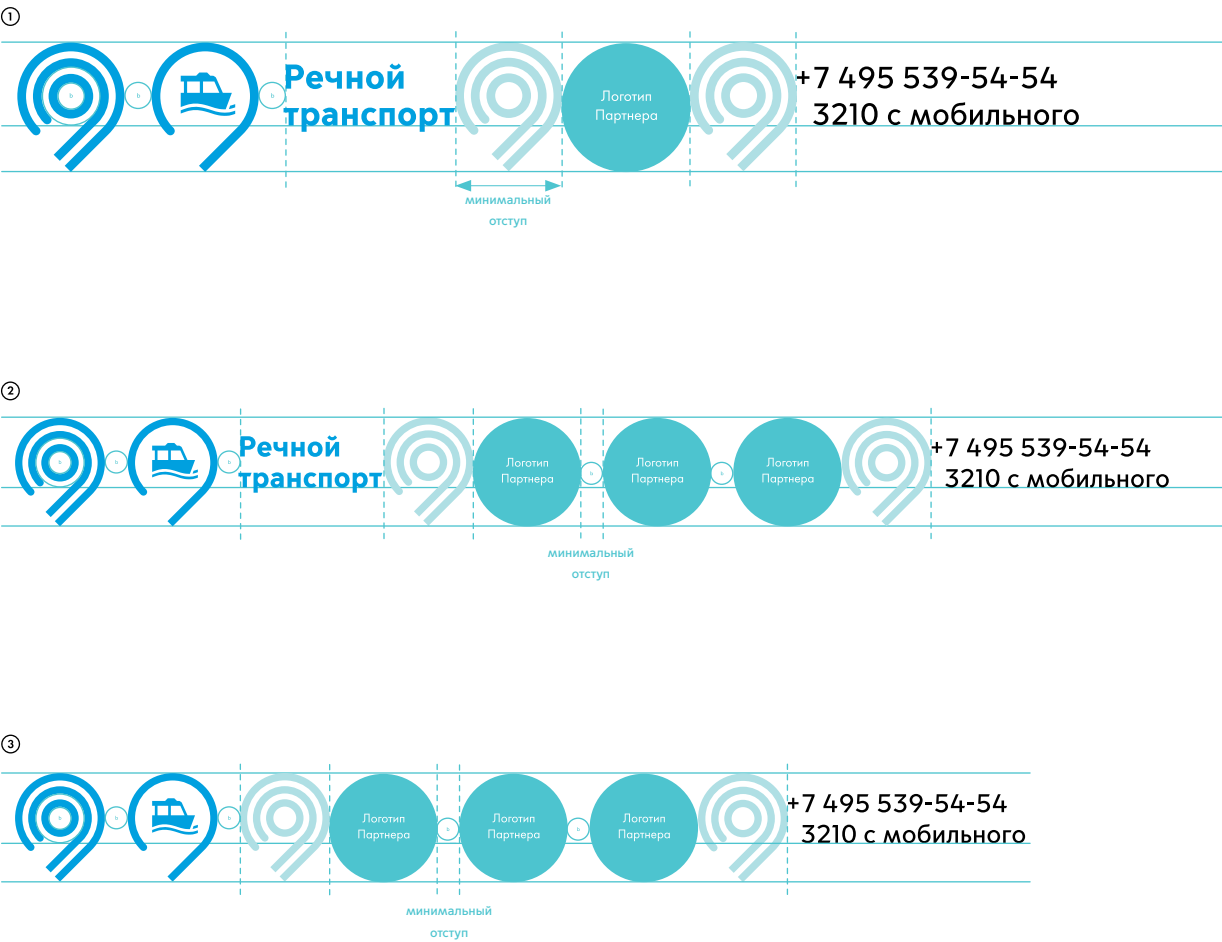 1
Речной
транспорт
Логотип
Партнера
+7 495 539-54-54
3210 с мобильного
минимальный
отступ
2
Речной
транспорт
Логотип
Партнера
Логотип
Партнера
Логотип
Партнера
+7 495 539-54-54
3210 с мобильного
минимальный
отступ
3
Логотип
Партнера
Логотип
Партнера
Логотип
Партнера
+7 495 539-54-54
3210 с мобильного
минимальный
отступ